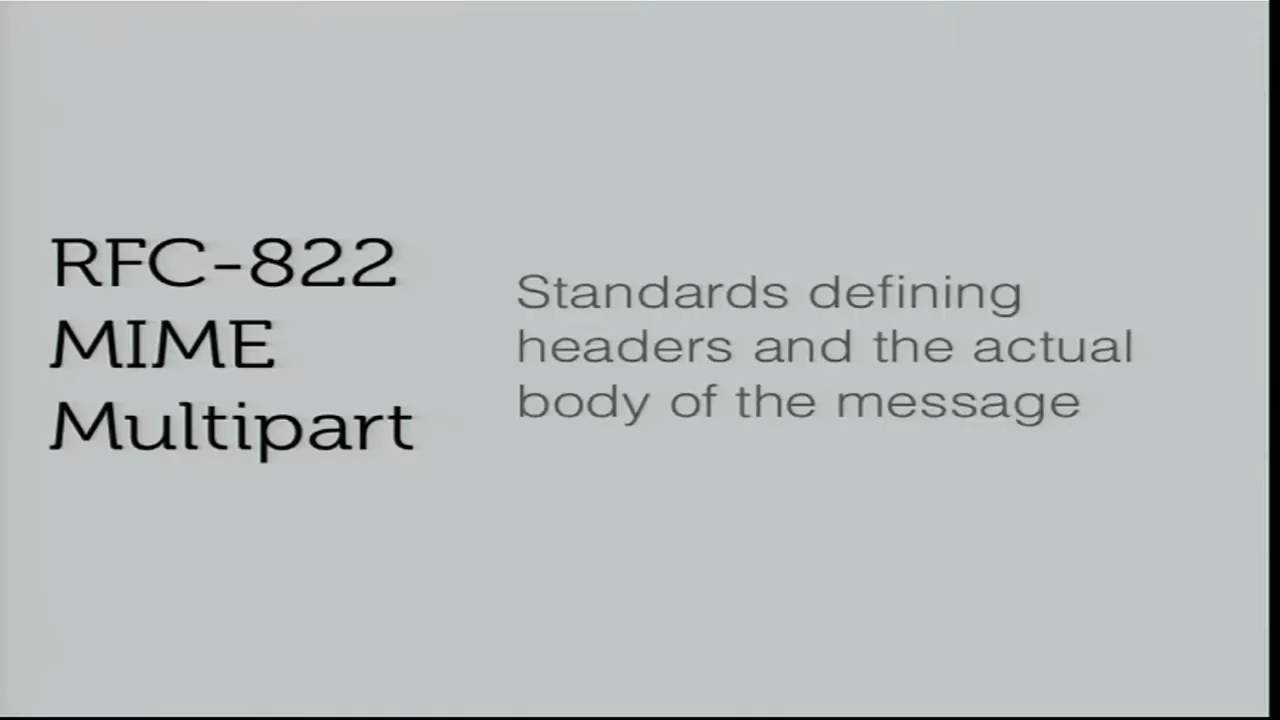 RFC-822
MIME
Multipart
Standards defining
headers and the actual
body of the message